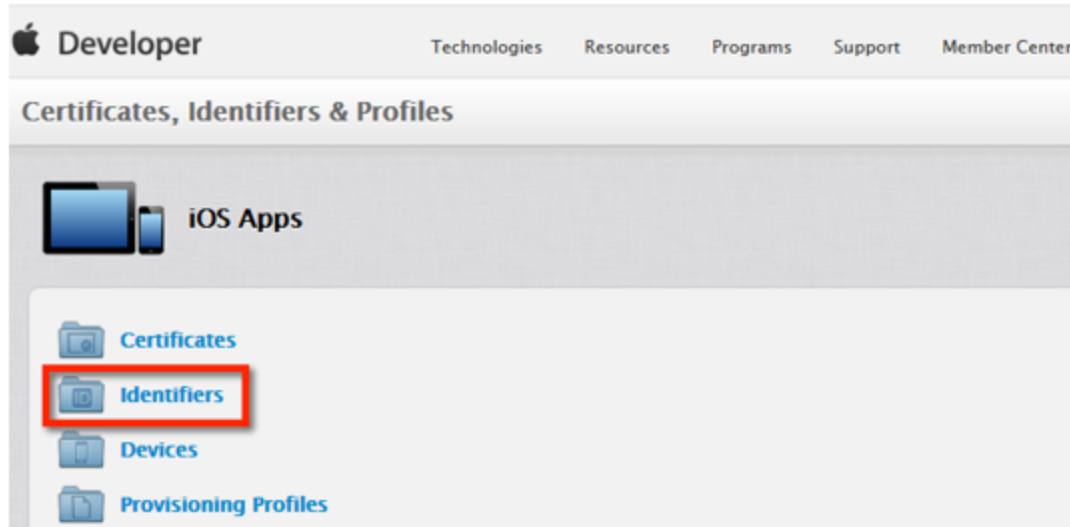 Developer Technologies Resources Programs Support Member Center
Certificates, Identifiers & Profiles
iOS Apps
Certificates
Identifiers
Devices
Provisioning Profiles